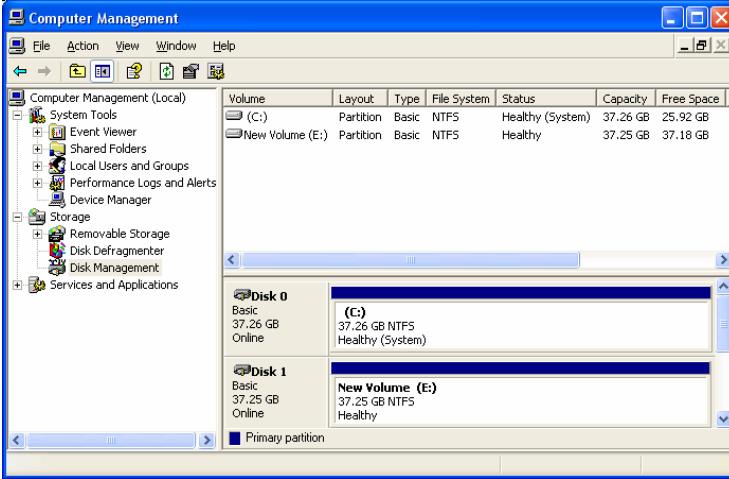 Computer Management
File Action View Window Help
Computer Management (Local)
System Tools
Event Viewer
Shared Folders
Local Users and Groups
Performance Logs and Alerts
Device Manager
Storage
Removable Storage
Disk Defragmenter
Disk Management
Services and Applications
Volume Layout Type File System Status Capacity Free Space
(C:) Partition Basic NTFS Healthy (System) 37.26 GB 25.92 GB
New Volume (E:) Partition Basic NTFS Healthy 37.25 GB 37.18 GB
Disk 0
Basic
37.26 GB
Online
(C:)
37.26 GB NTFS
Healthy (System)
Disk 1
Basic
37.25 GB
Online
New Volume (E:)
37.25 GB NTFS
Healthy
Primary partition